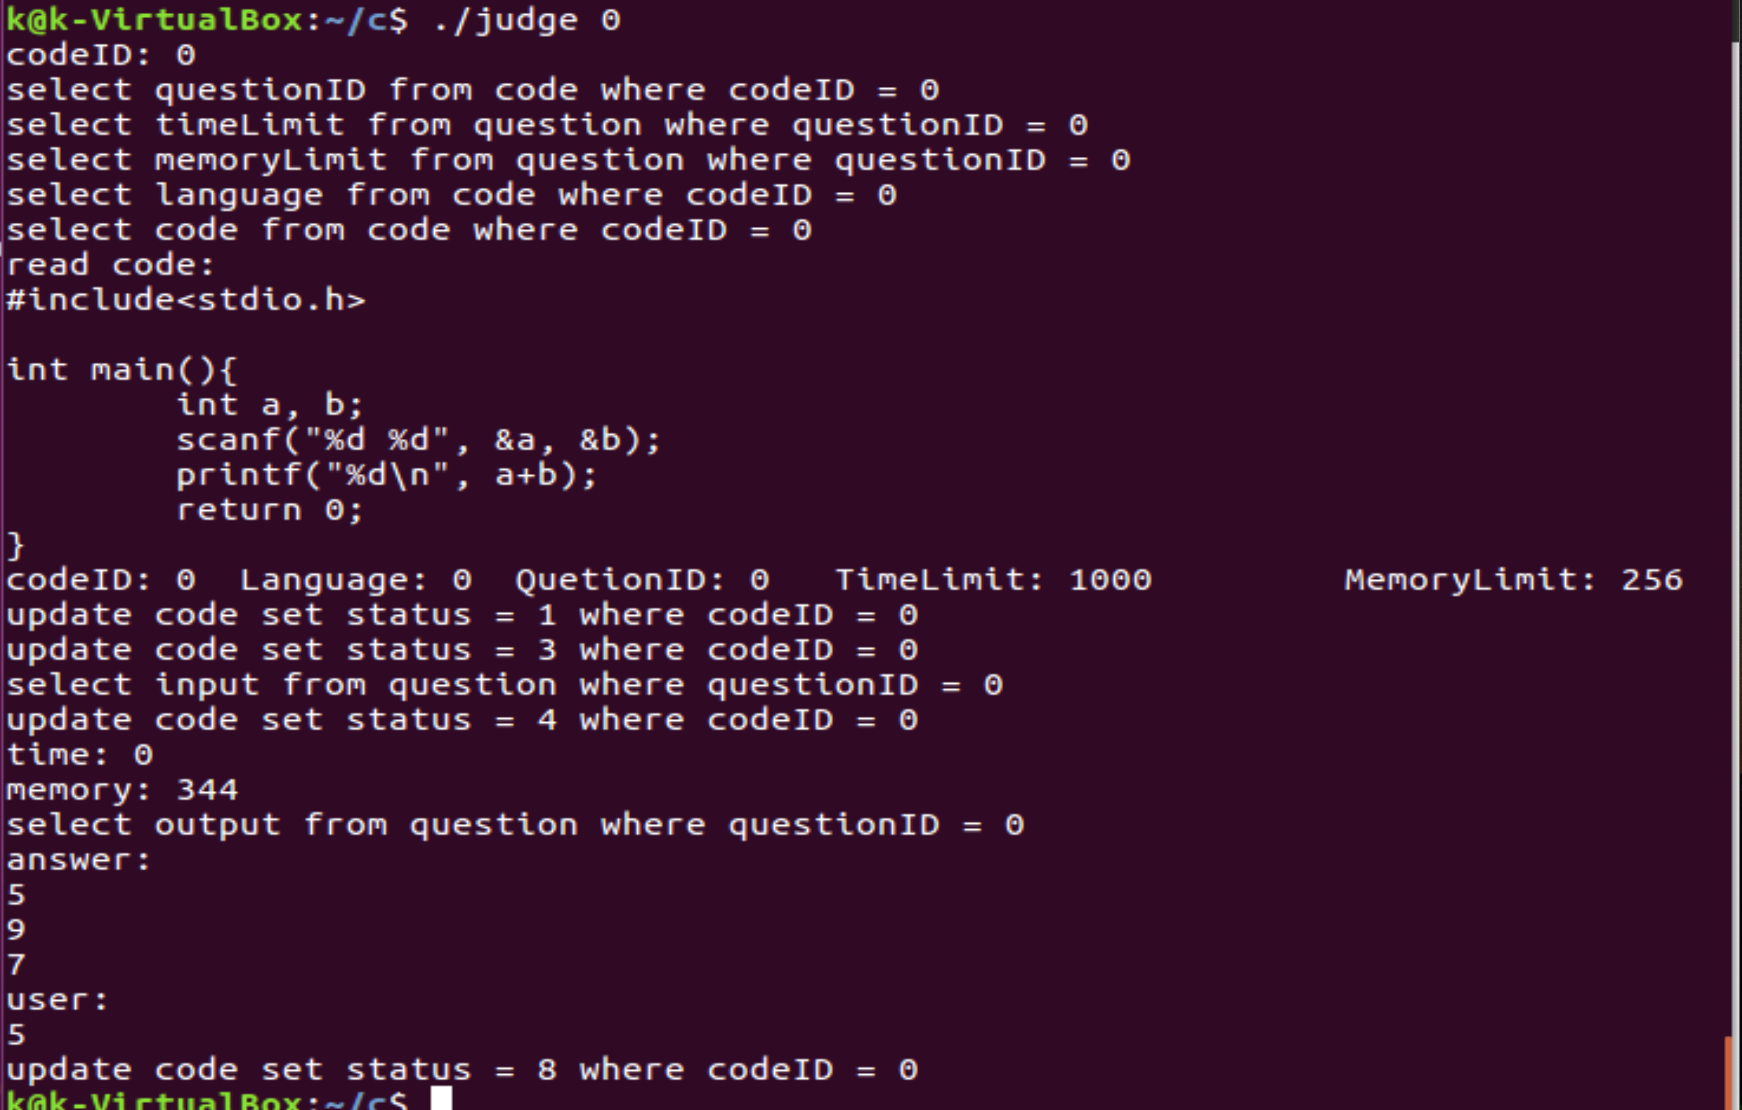 k@k-VirtualBox:~/c$ ./judge 0
codeID: 0
select questionID from code where codeID = 0
select timeLimit from question where questionID = 0
select memoryLimit from question where questionID = 0
select language from code where codeID = 0
select code from code where codeID = 0
read code:
#include<stdio.h>

int main(){
        int a, b;
        scanf("%d %d", &a, &b);
        printf("%d\n", a+b);
        return 0;
}
codeID: 0  Language: 0  QuetionID: 0   TimeLimit: 1000         MemoryLimit: 256
update code set status = 1 where codeID = 0
update code set status = 3 where codeID = 0
select input from question where questionID = 0
update code set status = 4 where codeID = 0
time: 0
memory: 344
select output from question where questionID = 0
answer:
5
9
7
user:
5
update code set status = 8 where codeID = 0
k@k-VirtualBox:~/c$